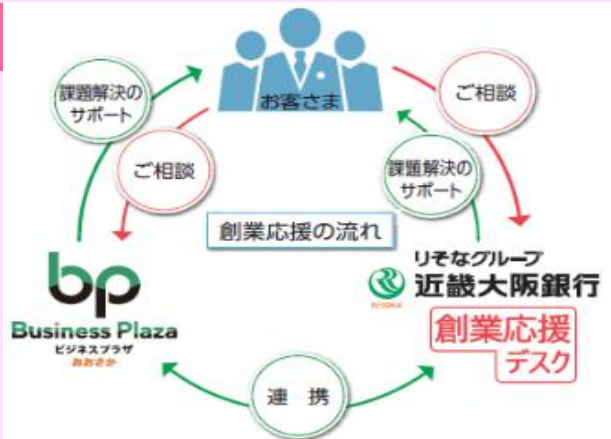 お客さま
課題解決の
サポート
ご相談
ご相談
課題解決の
サポート
創業応援の流れ
bp
Business Plaza
ビジネスプラザ
おおさか
りそなグループ
近畿大阪銀行
RESONA
創業応援
デスク
連 携